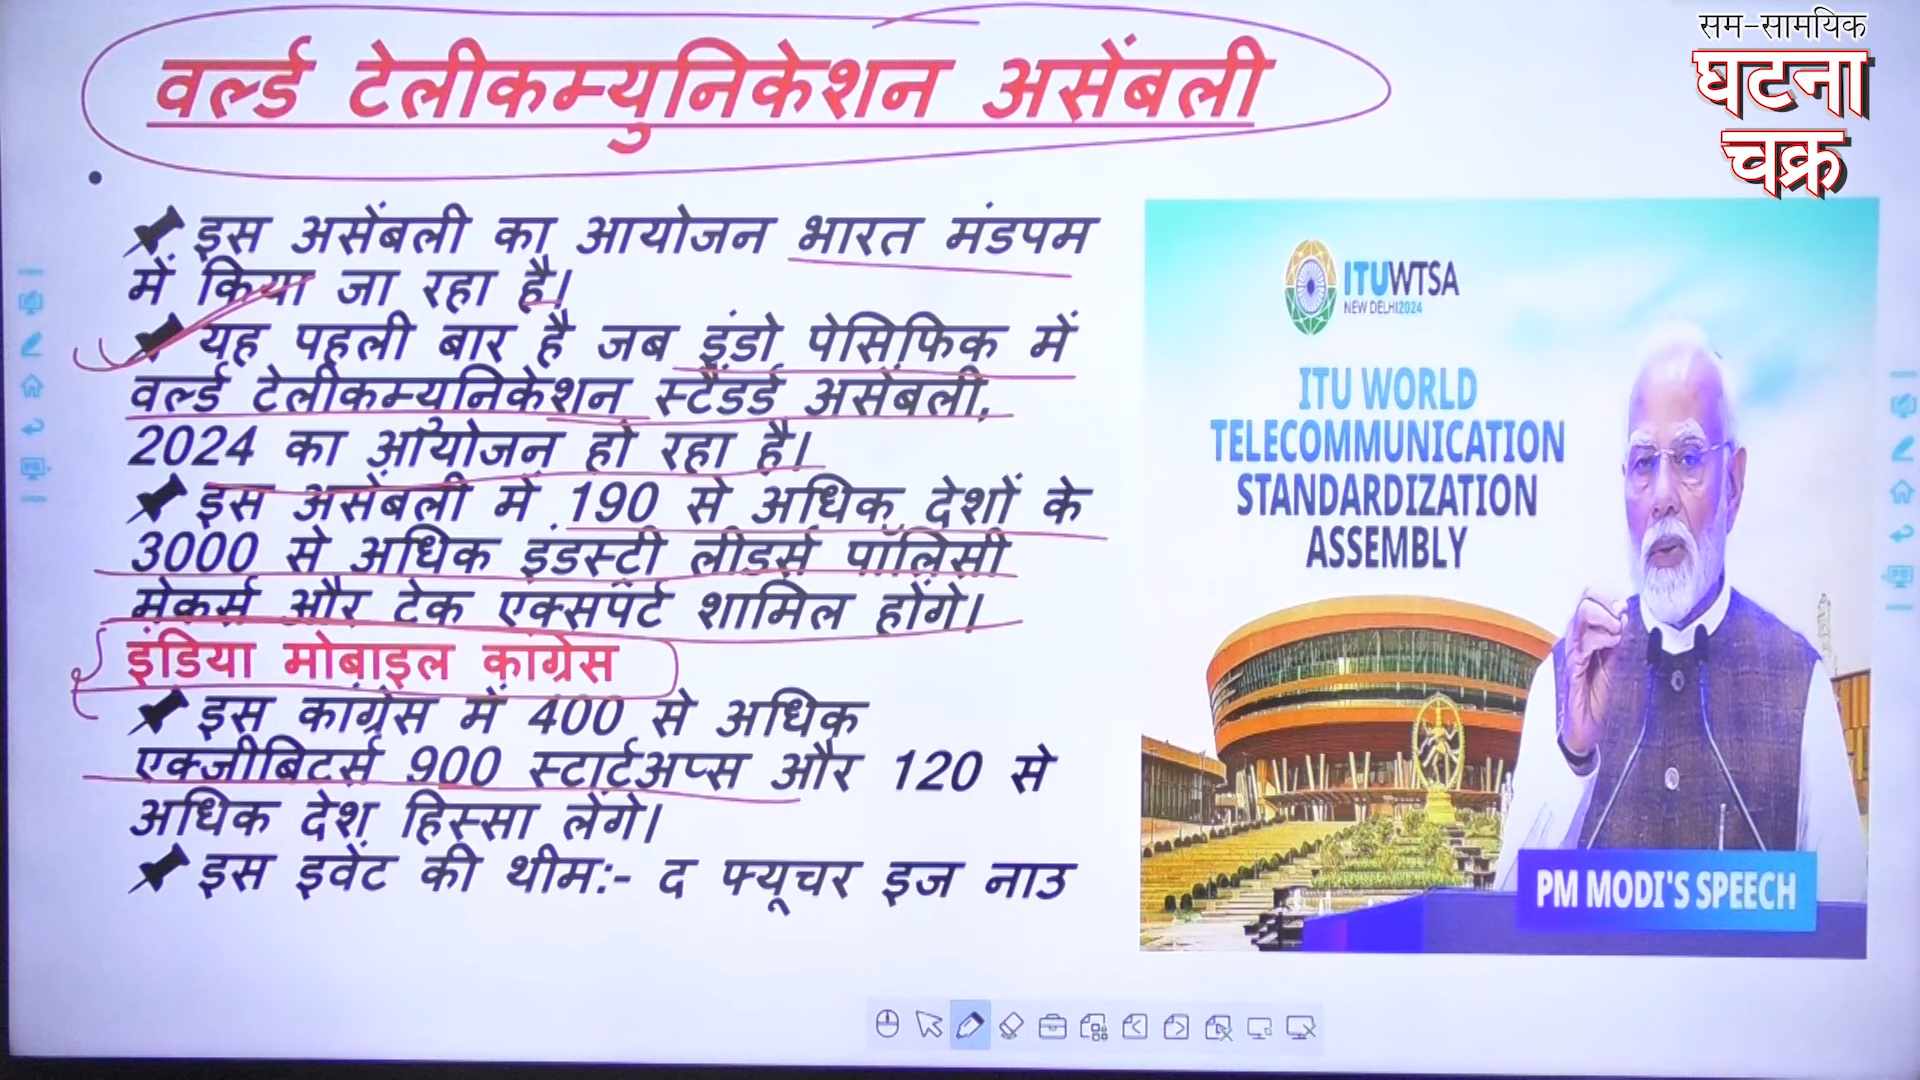 सम-सामयिक
घटना
चक्र
वर्ल्ड टेलीकम्युनिकेशन असेंबली
इस असेंबली का आयोजन भारत मंडपम
में किया जा रहा है।
यह पहली बार है जब इंडो पेसिफिक में
वर्ल्ड टेलीकम्युनिकेशन स्टैंडर्ड असेंबली,
2024 का आयोजन हो रहा है।
इस असेंबली में 190 से अधिक देशों के
3000 से अधिक इंडस्ट्री लीडर्स पॉलिसी
मेकर्स और टेक एक्सपर्ट शामिल होंगे।
इंडिया मोबाइल कांग्रेस
इस कांग्रेस में 400 से अधिक
एक्जीबिटर्स 900 स्टार्टअप्स और 120 से
अधिक देश हिस्सा लेंगे।
इस इवेंट की थीम:- द फ्यूचर इज नाउ
ITUWTSA
NEW DELHI2024
ITU WORLD
TELECOMMUNICATION
STANDARDIZATION
ASSEMBLY
PM MODI'S SPEECH